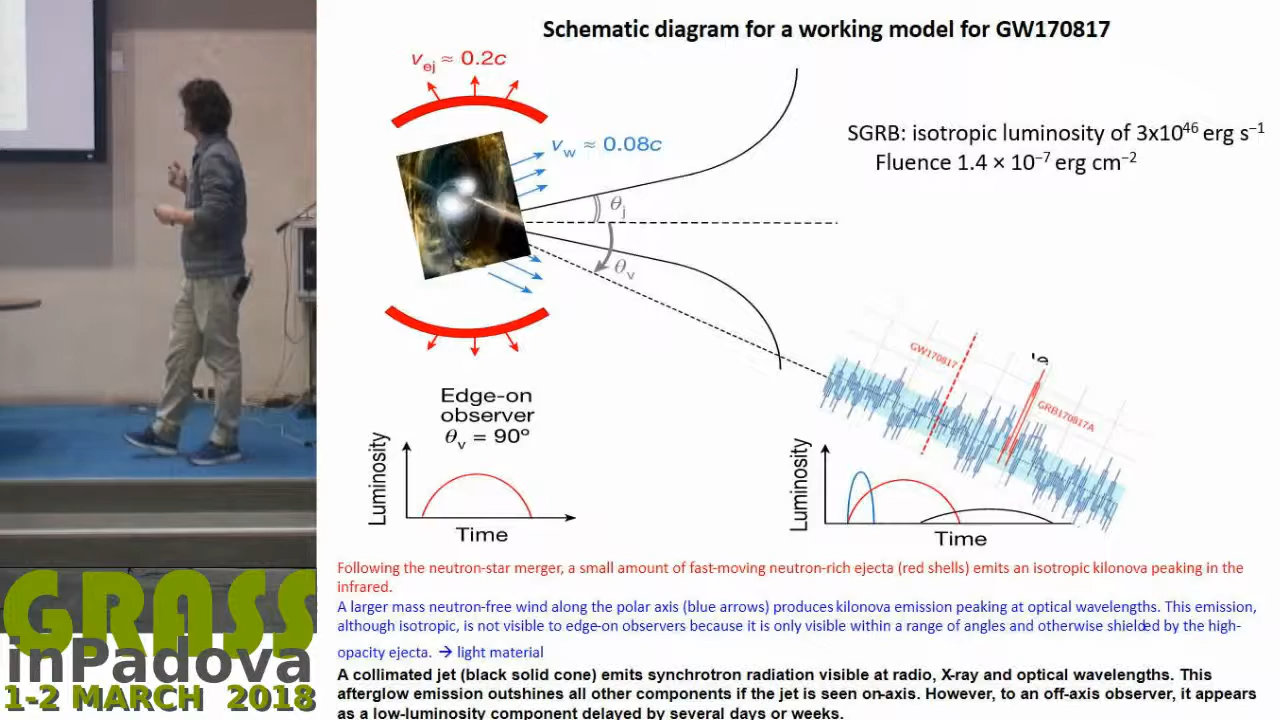 Schematic diagram for a working model for GW170817
vej ≈ 0.2c
vw ≈ 0.08c
SGRB: isotropic luminosity of 3x10⁴⁶ erg s⁻¹
Fluence 1.4 × 10⁻⁷ erg cm⁻²
θj
θv
GW170817
GRB170817A
Edge-on
observer
θv = 90º
Luminosity
Time
Luminosity
Time
Following the neutron-star merger, a small amount of fast-moving neutron-rich ejecta (red shells) emits an isotropic kilonova peaking in the
infrared.
A larger mass neutron-free wind along the polar axis (blue arrows) produces kilonova emission peaking at optical wavelengths. This emission,
although isotropic, is not visible to edge-on observers because it is only visible within a range of angles and otherwise shielded by the high-
opacity ejecta. → light material
A collimated jet (black solid cone) emits synchrotron radiation visible at radio, X-ray and optical wavelengths. This
afterglow emission outshines all other components if the jet is seen on-axis. However, to an off-axis observer, it appears
as a low-luminosity component delayed by several days or weeks.
GRASS
inPadova
1-2 MARCH 2018